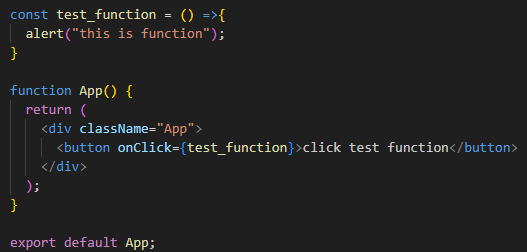 const test_function = () =>{
  alert("this is function");
}

function App() {
  return (
    <div className="App">
      <button onClick={test_function}>click test function</button>
    </div>
  );
}

export default App;